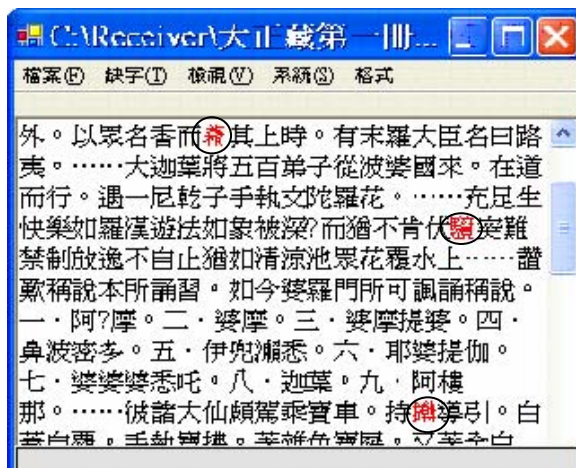 C:\Receiver\大正藏第一冊...
檔案(F) 缺字(T) 檢視(V) 系統(S) 格式
外。以眾名香而其上時。有末羅大臣名曰路
夷。……大迦葉將五百弟子從波婆國來。在道
而行。遇一尼乾子手執文陀羅花。……充足生
快樂如羅漢遊法如象被深?而猶不肯伏突難
禁制放逸不自止猶如清涼池眾花覆水上……讚
歎稱說本所誦習。如今婆羅門所可諷誦稱說。
一．阿?摩。二．婆摩。三．婆摩提婆。四．
鼻波密多。五．伊兜瀨悉。六．耶婆提伽。
七．婆婆婆悉吒。八．迦葉。九．阿樓
那。……彼諸大仙頗駕乘寶車。持導引。白